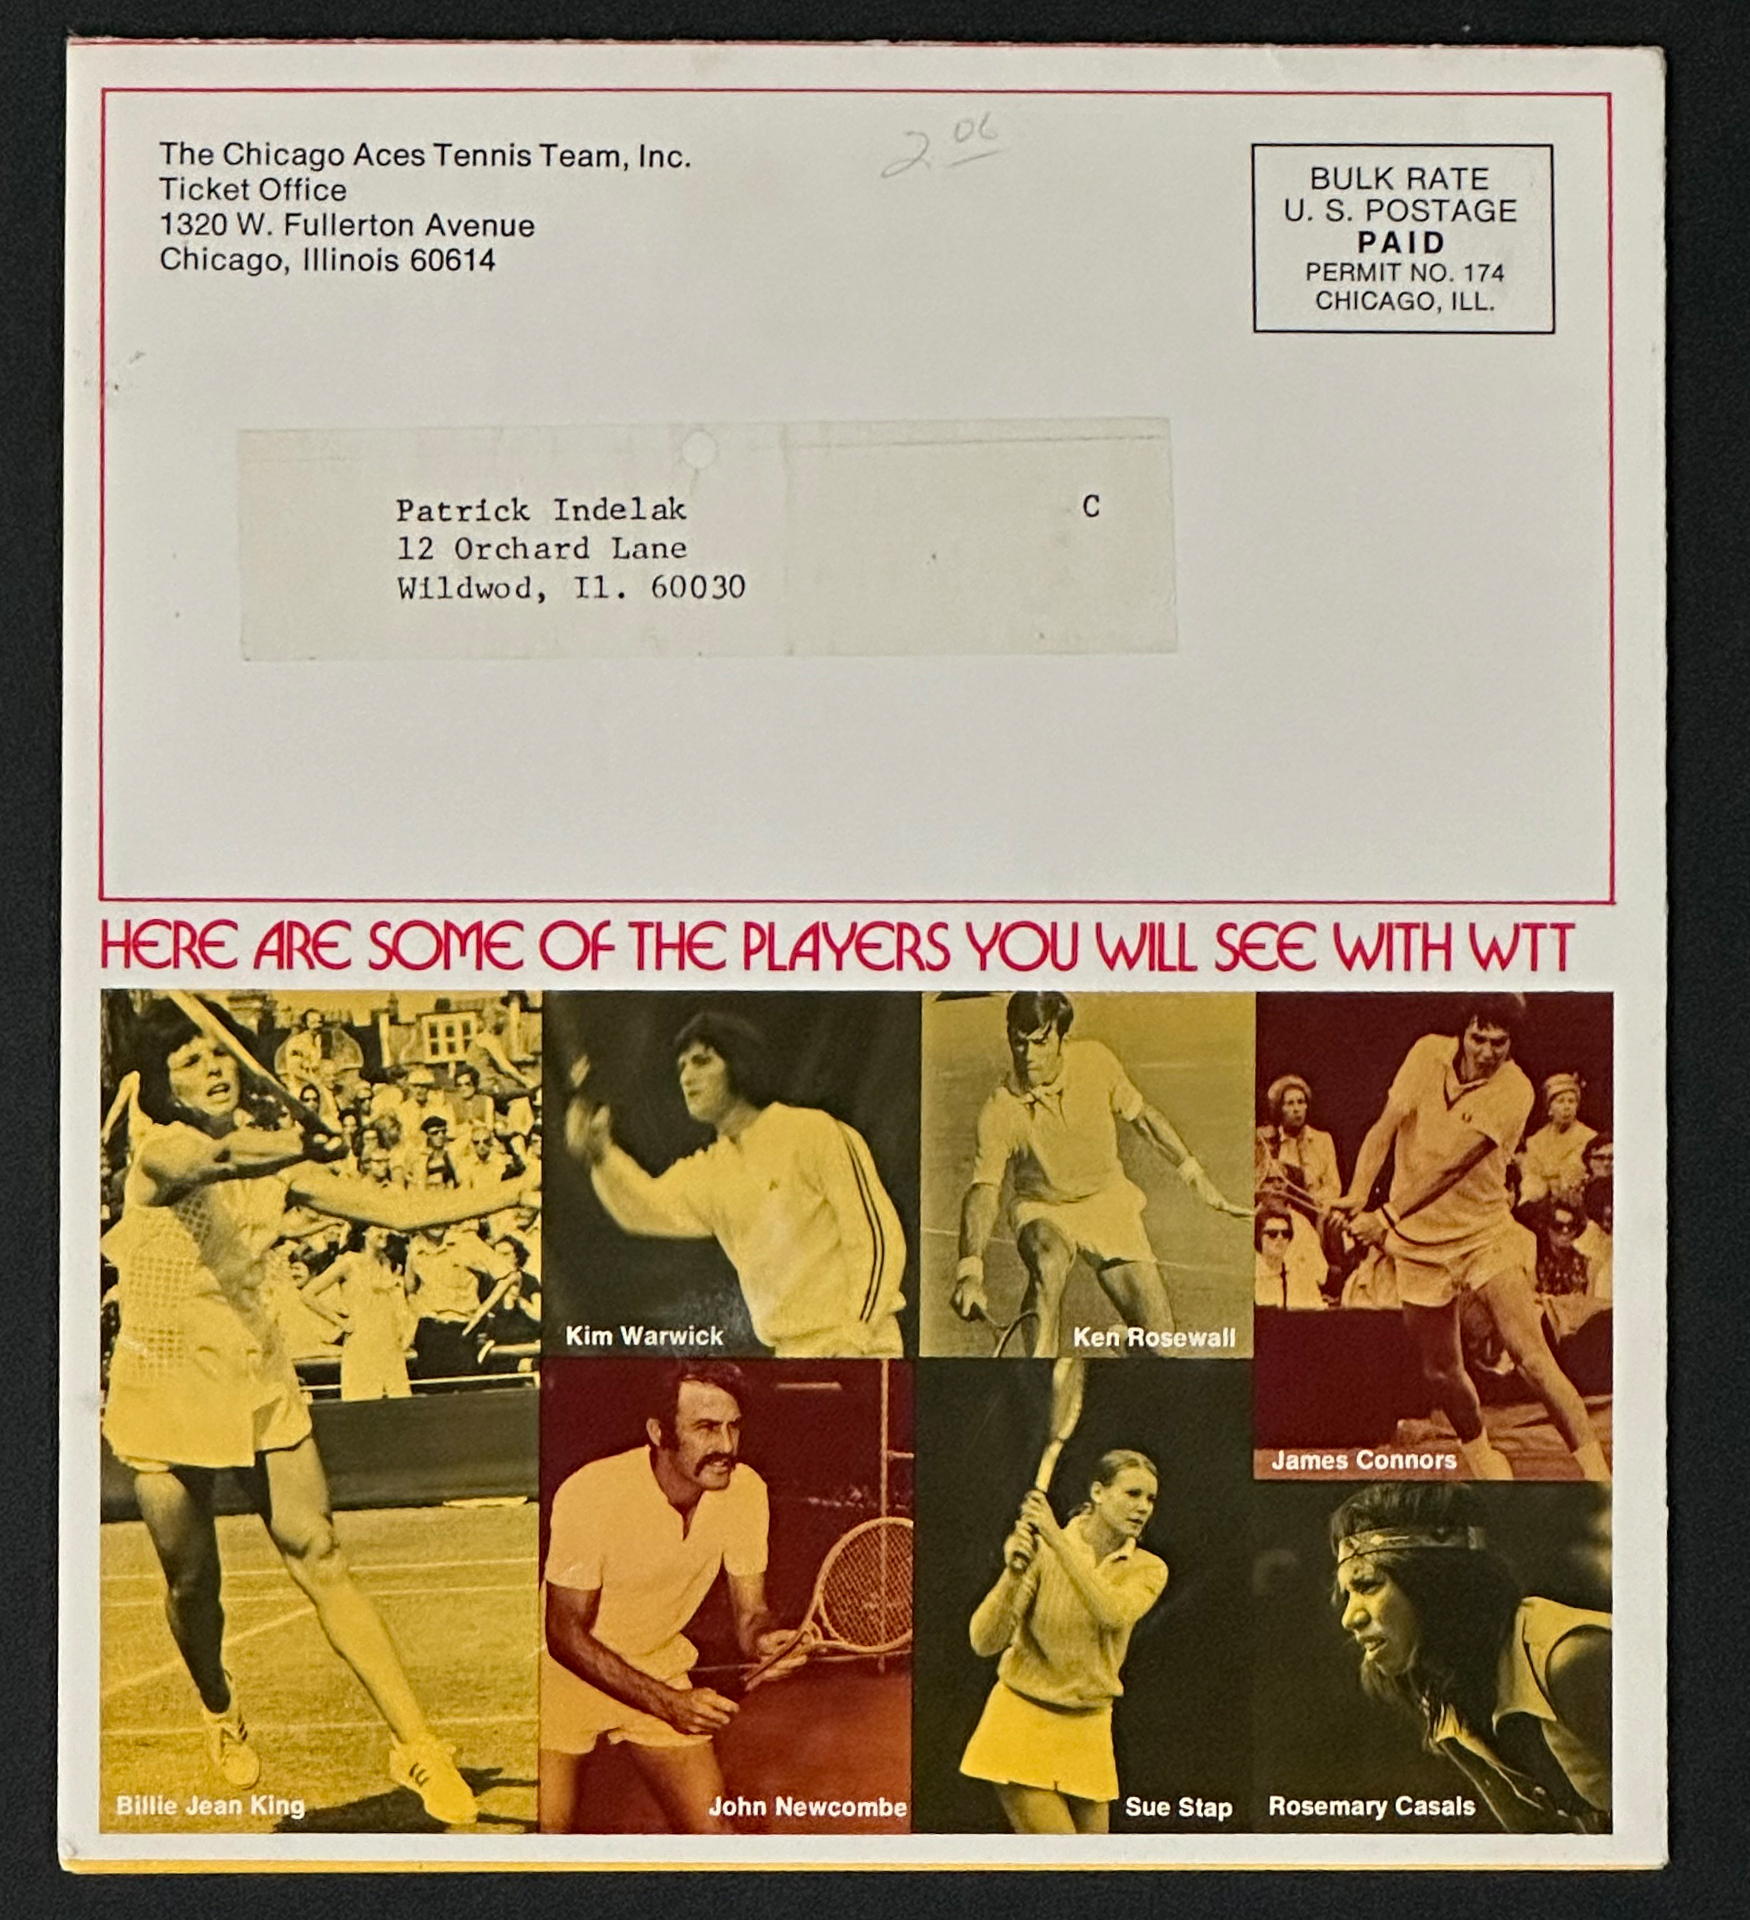 The Chicago Aces Tennis Team, Inc.
Ticket Office
1320 W. Fullerton Avenue
Chicago, Illinois 60614
2 06
BULK RATE
U. S. POSTAGE
PAID
PERMIT NO. 174
CHICAGO, ILL.
Patrick Indelak C
12 Orchard Lane
Wildwod, Il. 60030
HERE ARE SOME OF THE PLAYERS YOU WILL SEE WITH WTT
Kim Warwick
Ken Rosewall
James Connors
Billie Jean King
John Newcombe
Sue Stap
Rosemary Casals